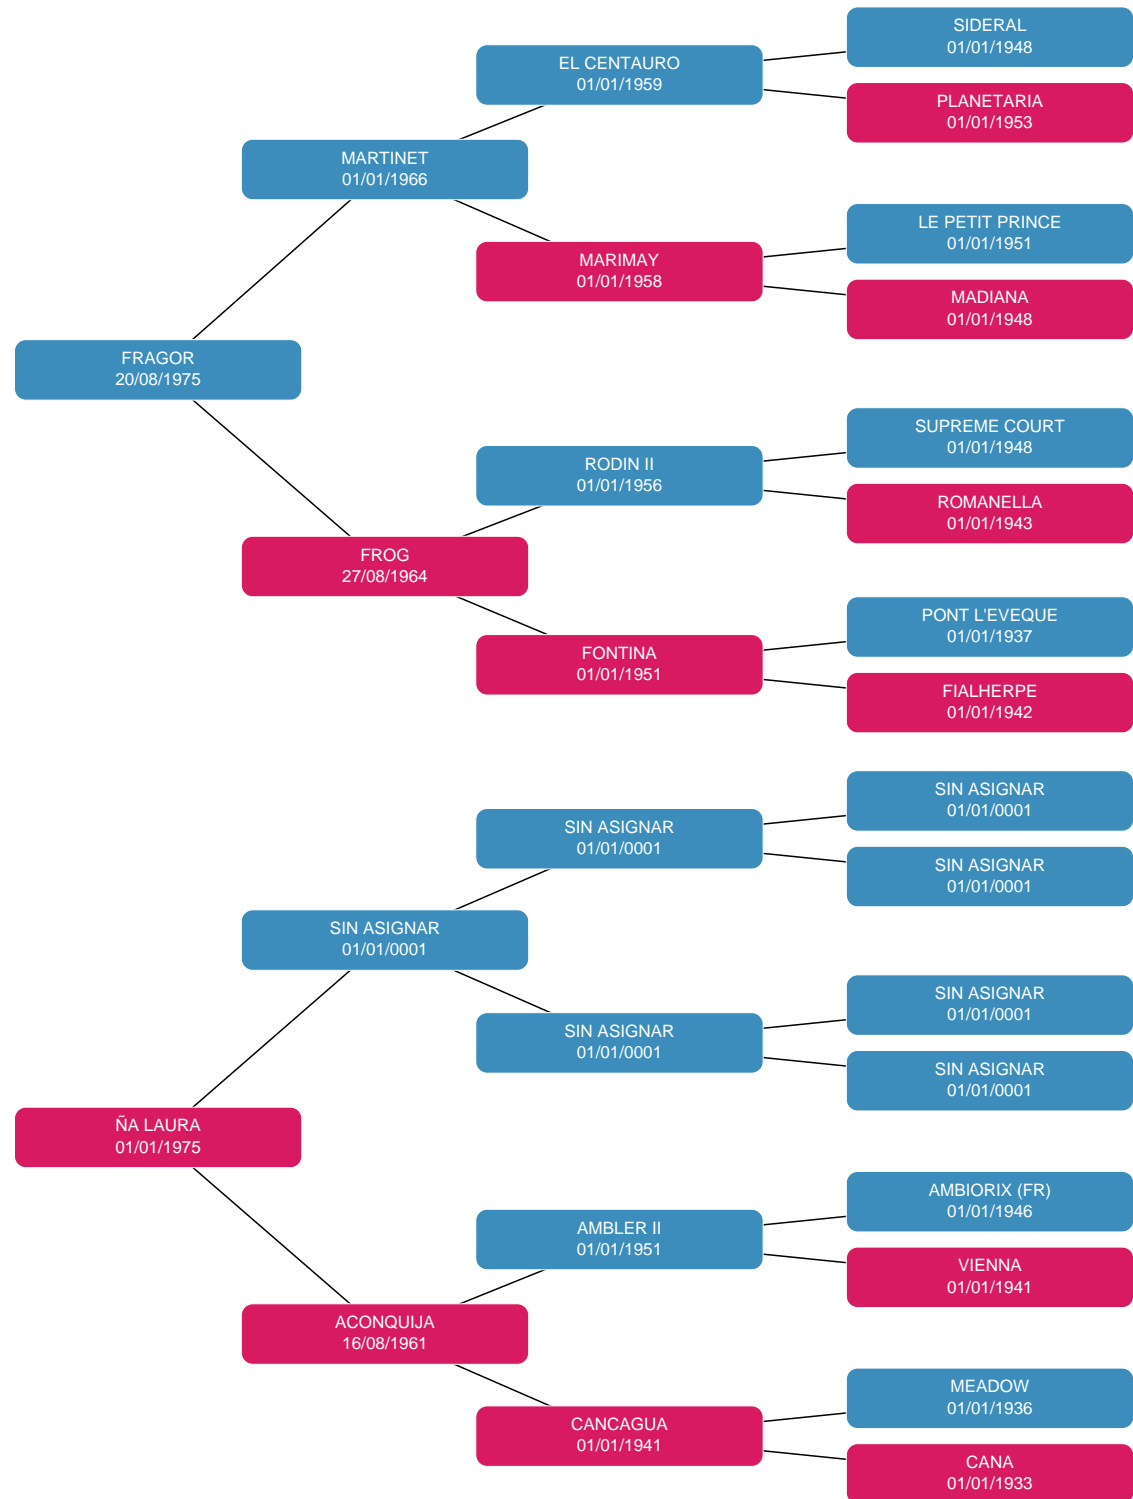 SIDERAL
01/01/1948
EL CENTAURO
01/01/1959
PLANETARIA
01/01/1953
MARTINET
01/01/1966
LE PETIT PRINCE
01/01/1951
MARIMAY
01/01/1958
MADIANA
01/01/1948
FRAGOR
20/08/1975
SUPREME COURT
01/01/1948
RODIN II
01/01/1956
ROMANELLA
01/01/1943
FROG
27/08/1964
PONT L'EVEQUE
01/01/1937
FONTINA
01/01/1951
FIALHERPE
01/01/1942
SIN ASIGNAR
01/01/0001
SIN ASIGNAR
01/01/0001
SIN ASIGNAR
01/01/0001
SIN ASIGNAR
01/01/0001
SIN ASIGNAR
01/01/0001
SIN ASIGNAR
01/01/0001
SIN ASIGNAR
01/01/0001
ÑA LAURA
01/01/1975
AMBIORIX (FR)
01/01/1946
AMBLER II
01/01/1951
VIENNA
01/01/1941
ACONQUIJA
16/08/1961
MEADOW
01/01/1936
CANCAGUA
01/01/1941
CANA
01/01/1933